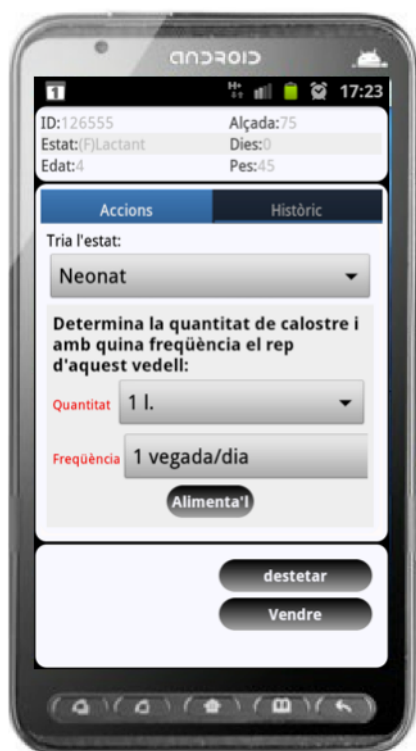 ANDROID
1 H+ 17:23
ID:126555 Alçada:75
Estat:(F)Lactant Dies:0
Edat:4 Pes:45
Accions Històric
Tria l'estat:
Neonat
Determina la quantitat de calostre i
amb quina freqüència el rep
d'aquest vedell:
Quantitat 1 l.
Freqüència 1 vegada/dia
Alimenta'l
destetar
Vendre